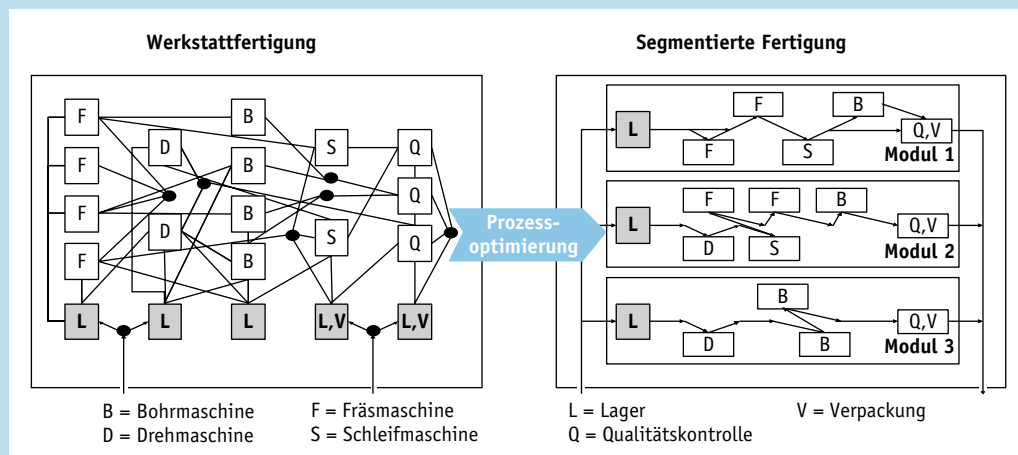 Werkstattfertigung
Segmentierte Fertigung
F
F
F
F
D
D
B
B
B
B
S
S
Q
Q
Q
L
L
L
L,V
L,V
Prozess-
optimierung
L
F
F
S
B
Q,V
Modul 1
L
F
D
F
S
B
Q,V
Modul 2
L
D
B
B
Q,V
Modul 3
B = Bohrmaschine
D = Drehmaschine
F = Fräsmaschine
S = Schleifmaschine
L = Lager
Q = Qualitätskontrolle
V = Verpackung